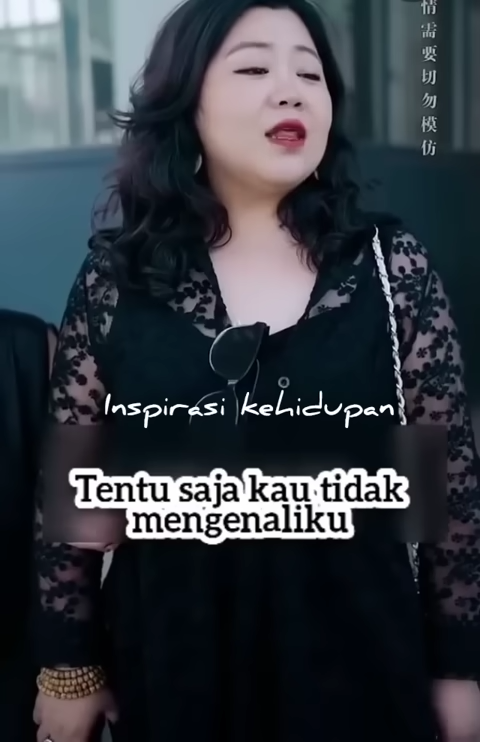 情需要切勿模仿
Inspirasi kehidupan
Tentu saja kau tidak
mengenaliku